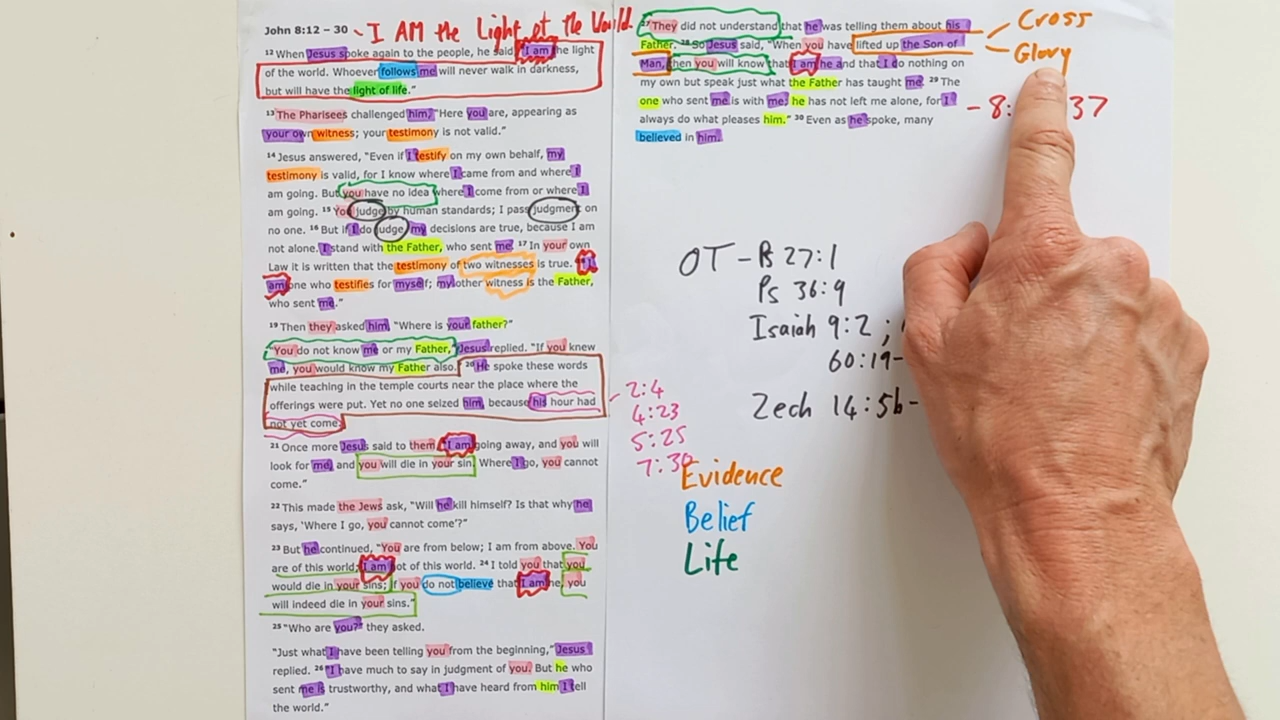 John 8:12 – 30 ~ I AM the Light of the World.
12 When Jesus spoke again to the people, he said, "I am the light
of the world. Whoever follows me will never walk in darkness,
but will have the light of life."
13 The Pharisees challenged him, "Here you are, appearing as
your own witness; your testimony is not valid."
14 Jesus answered, "Even if I testify on my own behalf, my
testimony is valid, for I know where I came from and where I
am going. But you have no idea where I come from or where I
am going. 15 You judge by human standards; I pass judgment on
no one. 16 But if I do judge, my decisions are true, because I am
not alone. I stand with the Father, who sent me. 17 In your own
Law it is written that the testimony of two witnesses is true. 18 I
am one who testifies for myself; my other witness is the Father,
who sent me."
19 Then they asked him, "Where is your father?"
"You do not know me or my Father," Jesus replied. "If you knew
me, you would know my Father also." 20 He spoke these words
while teaching in the temple courts near the place where the
offerings were put. Yet no one seized him, because his hour had
not yet come.
21 Once more Jesus said to them, "I am going away, and you will
look for me, and you will die in your sin. Where I go, you cannot
come."
22 This made the Jews ask, "Will he kill himself? Is that why he
says, 'Where I go, you cannot come'?"
23 But he continued, "You are from below; I am from above. You
are of this world; I am not of this world. 24 I told you that you
would die in your sins; if you do not believe that I am he, you
will indeed die in your sins."
25 "Who are you?" they asked.
"Just what I have been telling you from the beginning," Jesus
replied. 26 "I have much to say in judgment of you. But he who
sent me is trustworthy, and what I have heard from him I tell
the world."
27 They did not understand that he was telling them about his
Father. 28 So Jesus said, "When you have lifted up the Son of
Man, then you will know that I am he and that I do nothing on
my own but speak just what the Father has taught me. 29 The
one who sent me is with me; he has not left me alone, for I
always do what pleases him." 30 Even as he spoke, many
believed in him.
Cross
Glory
- 8: 37
OT - Ps 27:1
Ps 36:9
Isaiah 9:2 ;
60:19-
Zech 14:5b-
2:4
4:23
5:25
7:30
Evidence
Belief
Life